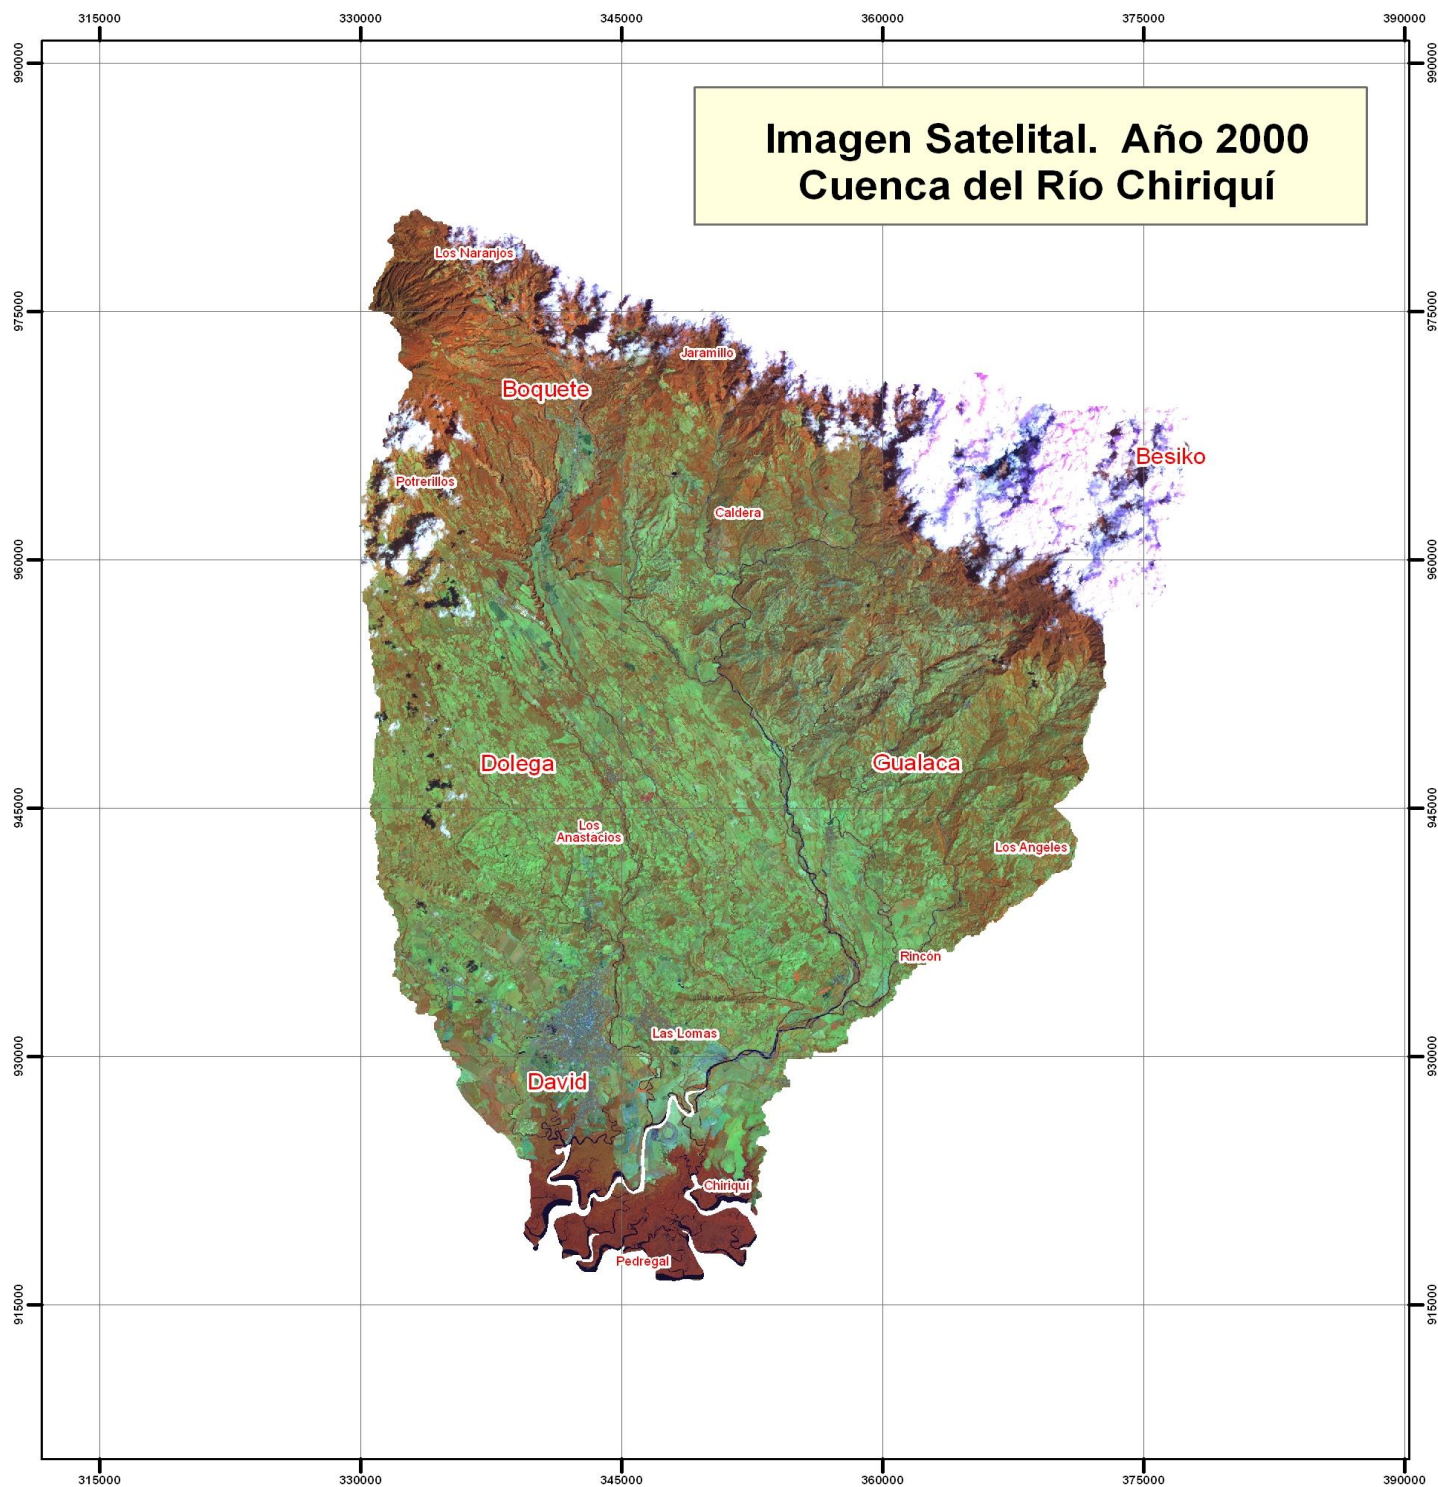 315000 330000 345000 360000 375000 390000
990000 990000
Imagen Satelital.  Año 2000
Cuenca del Río Chiriquí
Los Naranjos
975000 975000
Jaramillo
Boquete
Besiko
Potrerillos
Caldera
960000 960000
Dolega
Gualaca
945000 945000
Los
Anastacios
Los Angeles
Rincón
Las Lomas
930000 930000
David
Chiriquí
Pedregal
915000 915000
315000 330000 345000 360000 375000 390000